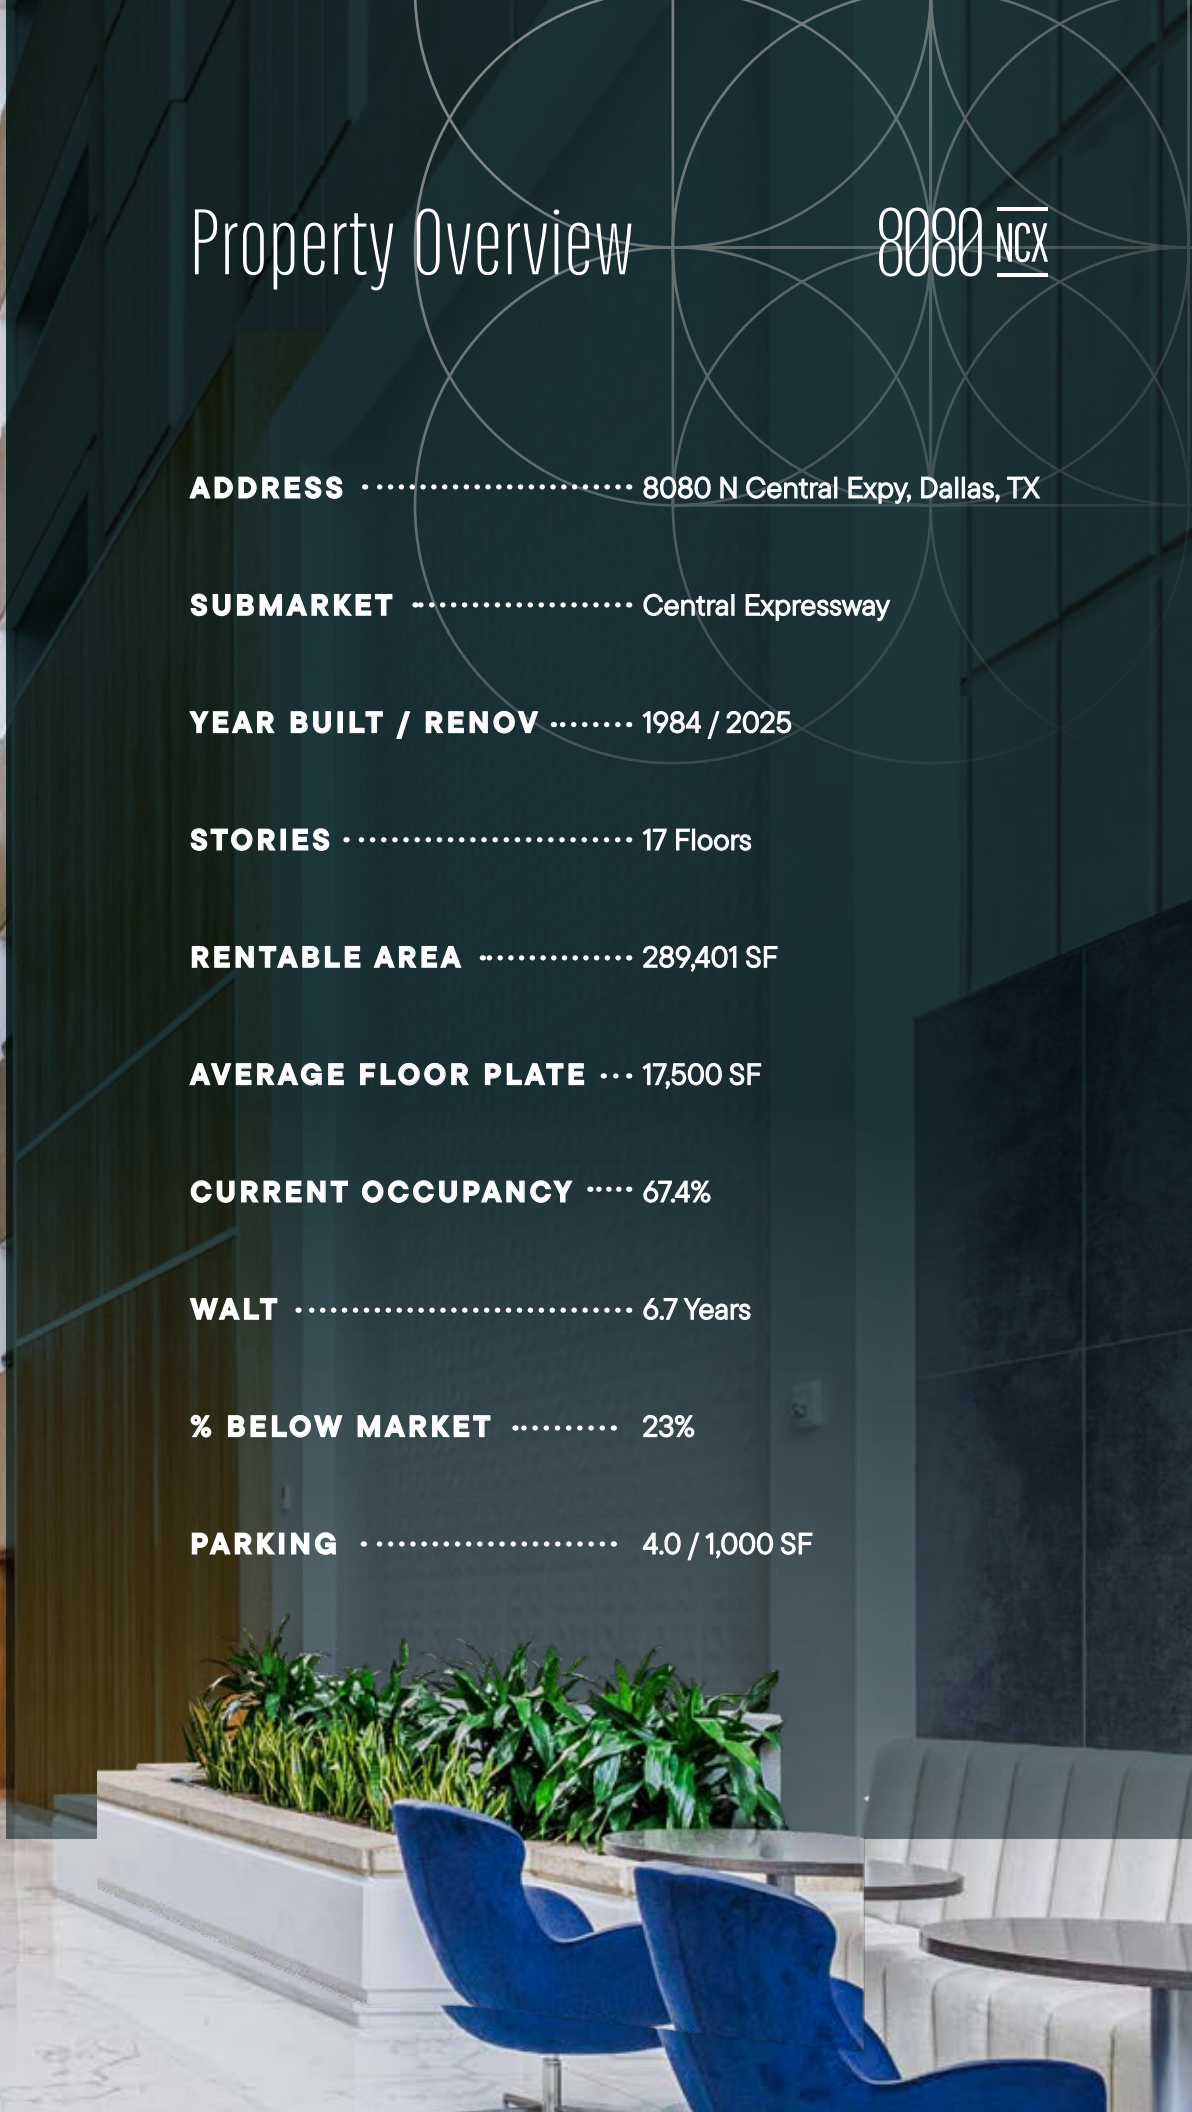 Property Overview
8080 NCX
ADDRESS 8080 N Central Expy, Dallas, TX
SUBMARKET Central Expressway
YEAR BUILT / RENOV 1984 / 2025
STORIES 17 Floors
RENTABLE AREA 289,401 SF
AVERAGE FLOOR PLATE 17,500 SF
CURRENT OCCUPANCY 67.4%
WALT 6.7 Years
% BELOW MARKET 23%
PARKING 4.0 / 1,000 SF